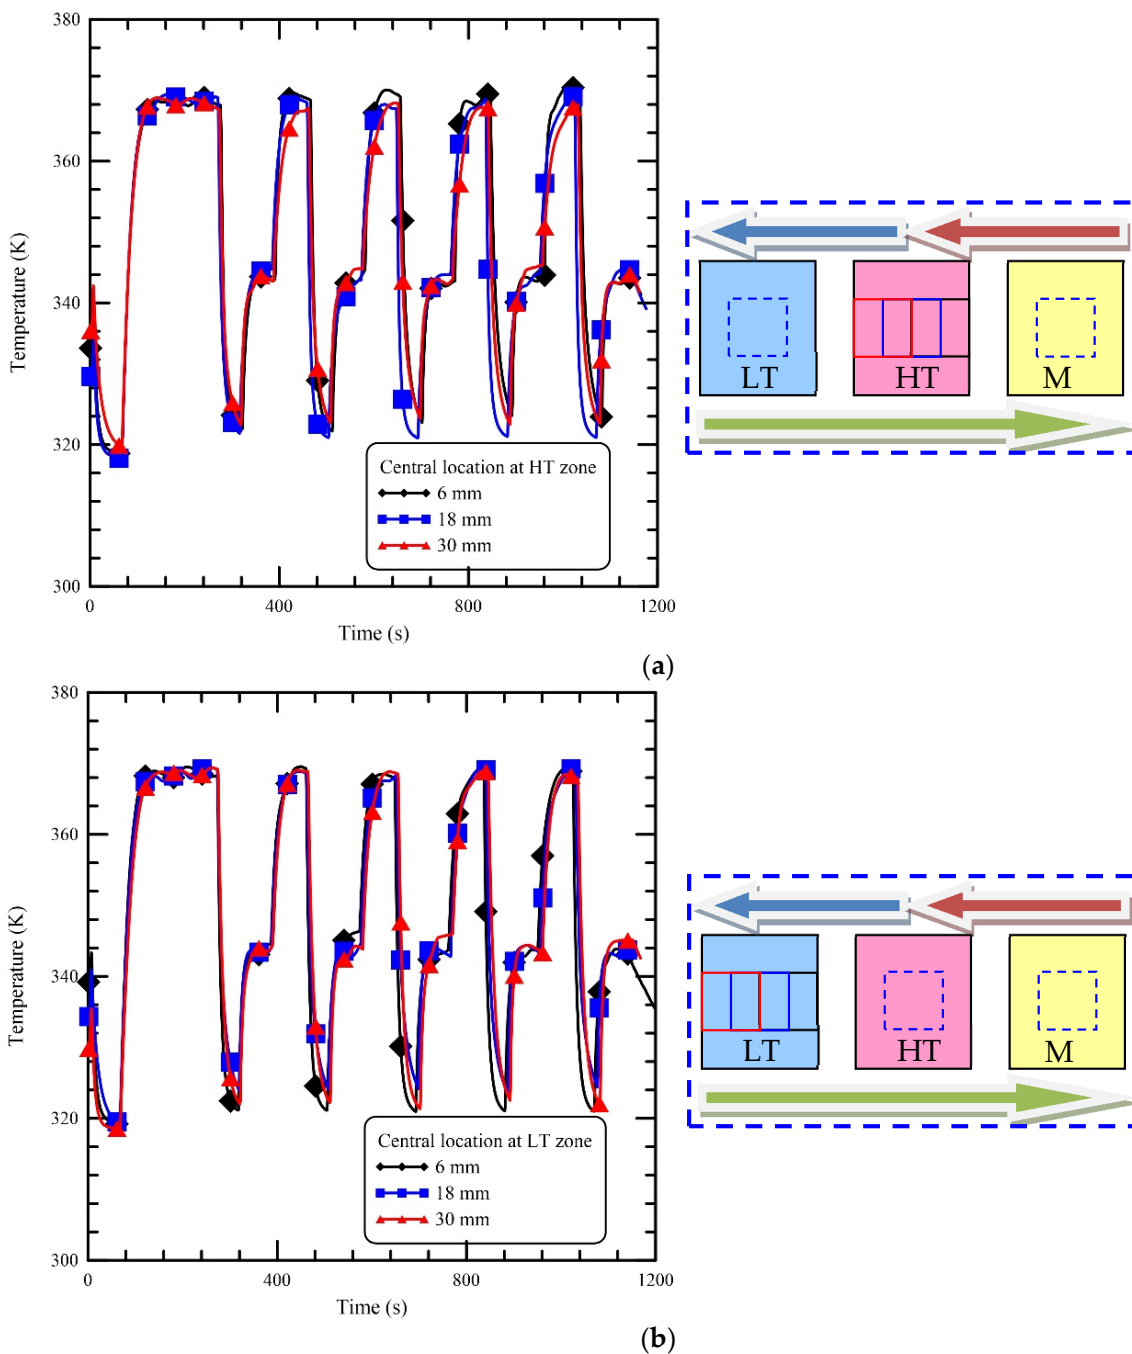 380
360
340
320
300
Temperature (K)
0
400
800
1200
Time (s)
Central location at HT zone
6 mm
18 mm
30 mm
LT
HT
M
(a)
380
360
340
320
300
Temperature (K)
0
400
800
1200
Time (s)
Central location at LT zone
6 mm
18 mm
30 mm
LT
HT
M
(b)